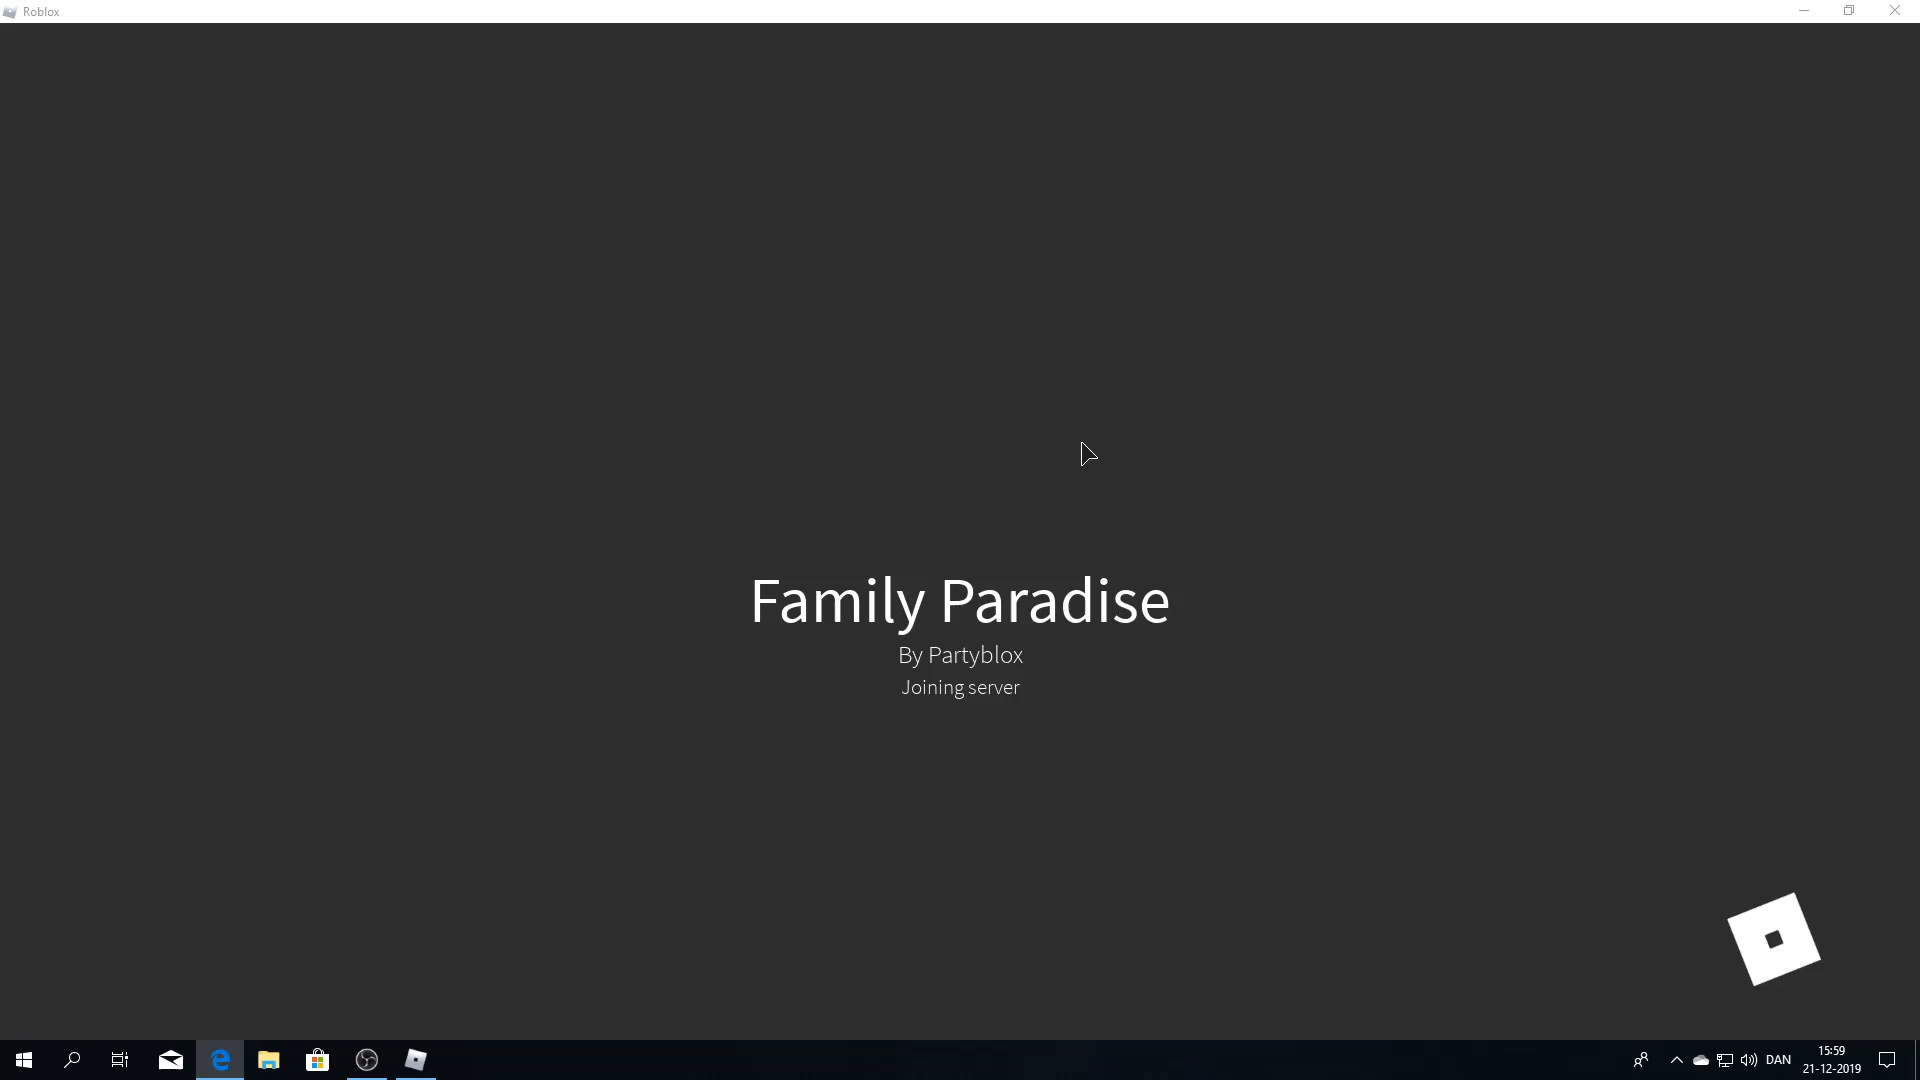 Roblox
Family Paradise
By Partyblox
Joining server
DAN
15:59
21-12-2019